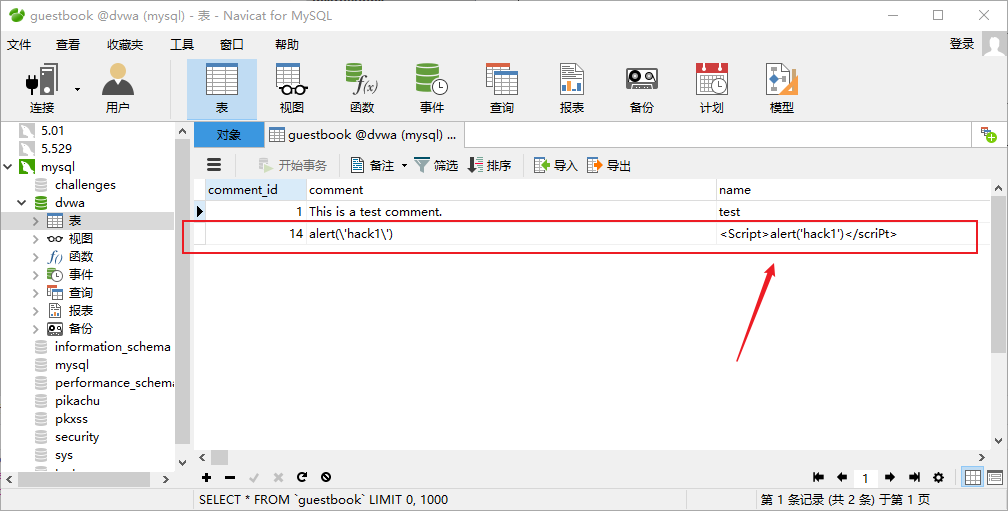 guestbook @dvwa (mysql) - 表 - Navicat for MySQL
文件 查看 收藏夹 工具 窗口 帮助 登录
连接 用户 表 视图 函数 事件 查询 报表 备份 计划 模型
5.01
5.529
mysql
challenges
dvwa
表
视图
函数
事件
查询
报表
备份
information_schema
mysql
performance_schema
pikachu
pkxss
security
sys
对象 guestbook @dvwa (mysql) ...
开始事务 备注 筛选 排序 导入 导出
comment_id comment name
1 This is a test comment. test
14 alert(\'hack1\') <Script>alert('hack1')</scriPt>
1
SELECT * FROM `guestbook` LIMIT 0, 1000 第 1 条记录 (共 2 条) 于第 1 页